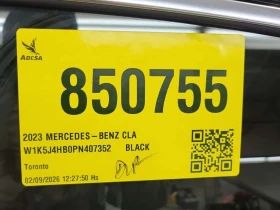 ADESA
850755
2023 MERCEDES-BENZ CLA
W1K5J4HB0PN407352 BLACK
Toronto
02/09/2026 12:27:50 Hs